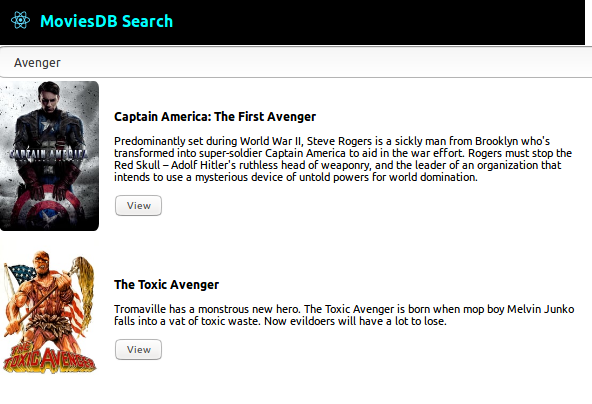 MoviesDB Search
Avenger
CAPTAIN AMERICA
Captain America: The First Avenger
Predominantly set during World War II, Steve Rogers is a sickly man from Brooklyn who's
transformed into super-soldier Captain America to aid in the war effort. Rogers must stop the
Red Skull – Adolf Hitler's ruthless head of weaponry, and the leader of an organization that
intends to use a mysterious device of untold powers for world domination.
View
THE
TOXIC AVENGER
The Toxic Avenger
Tromaville has a monstrous new hero. The Toxic Avenger is born when mop boy Melvin Junko
falls into a vat of toxic waste. Now evildoers will have a lot to lose.
View